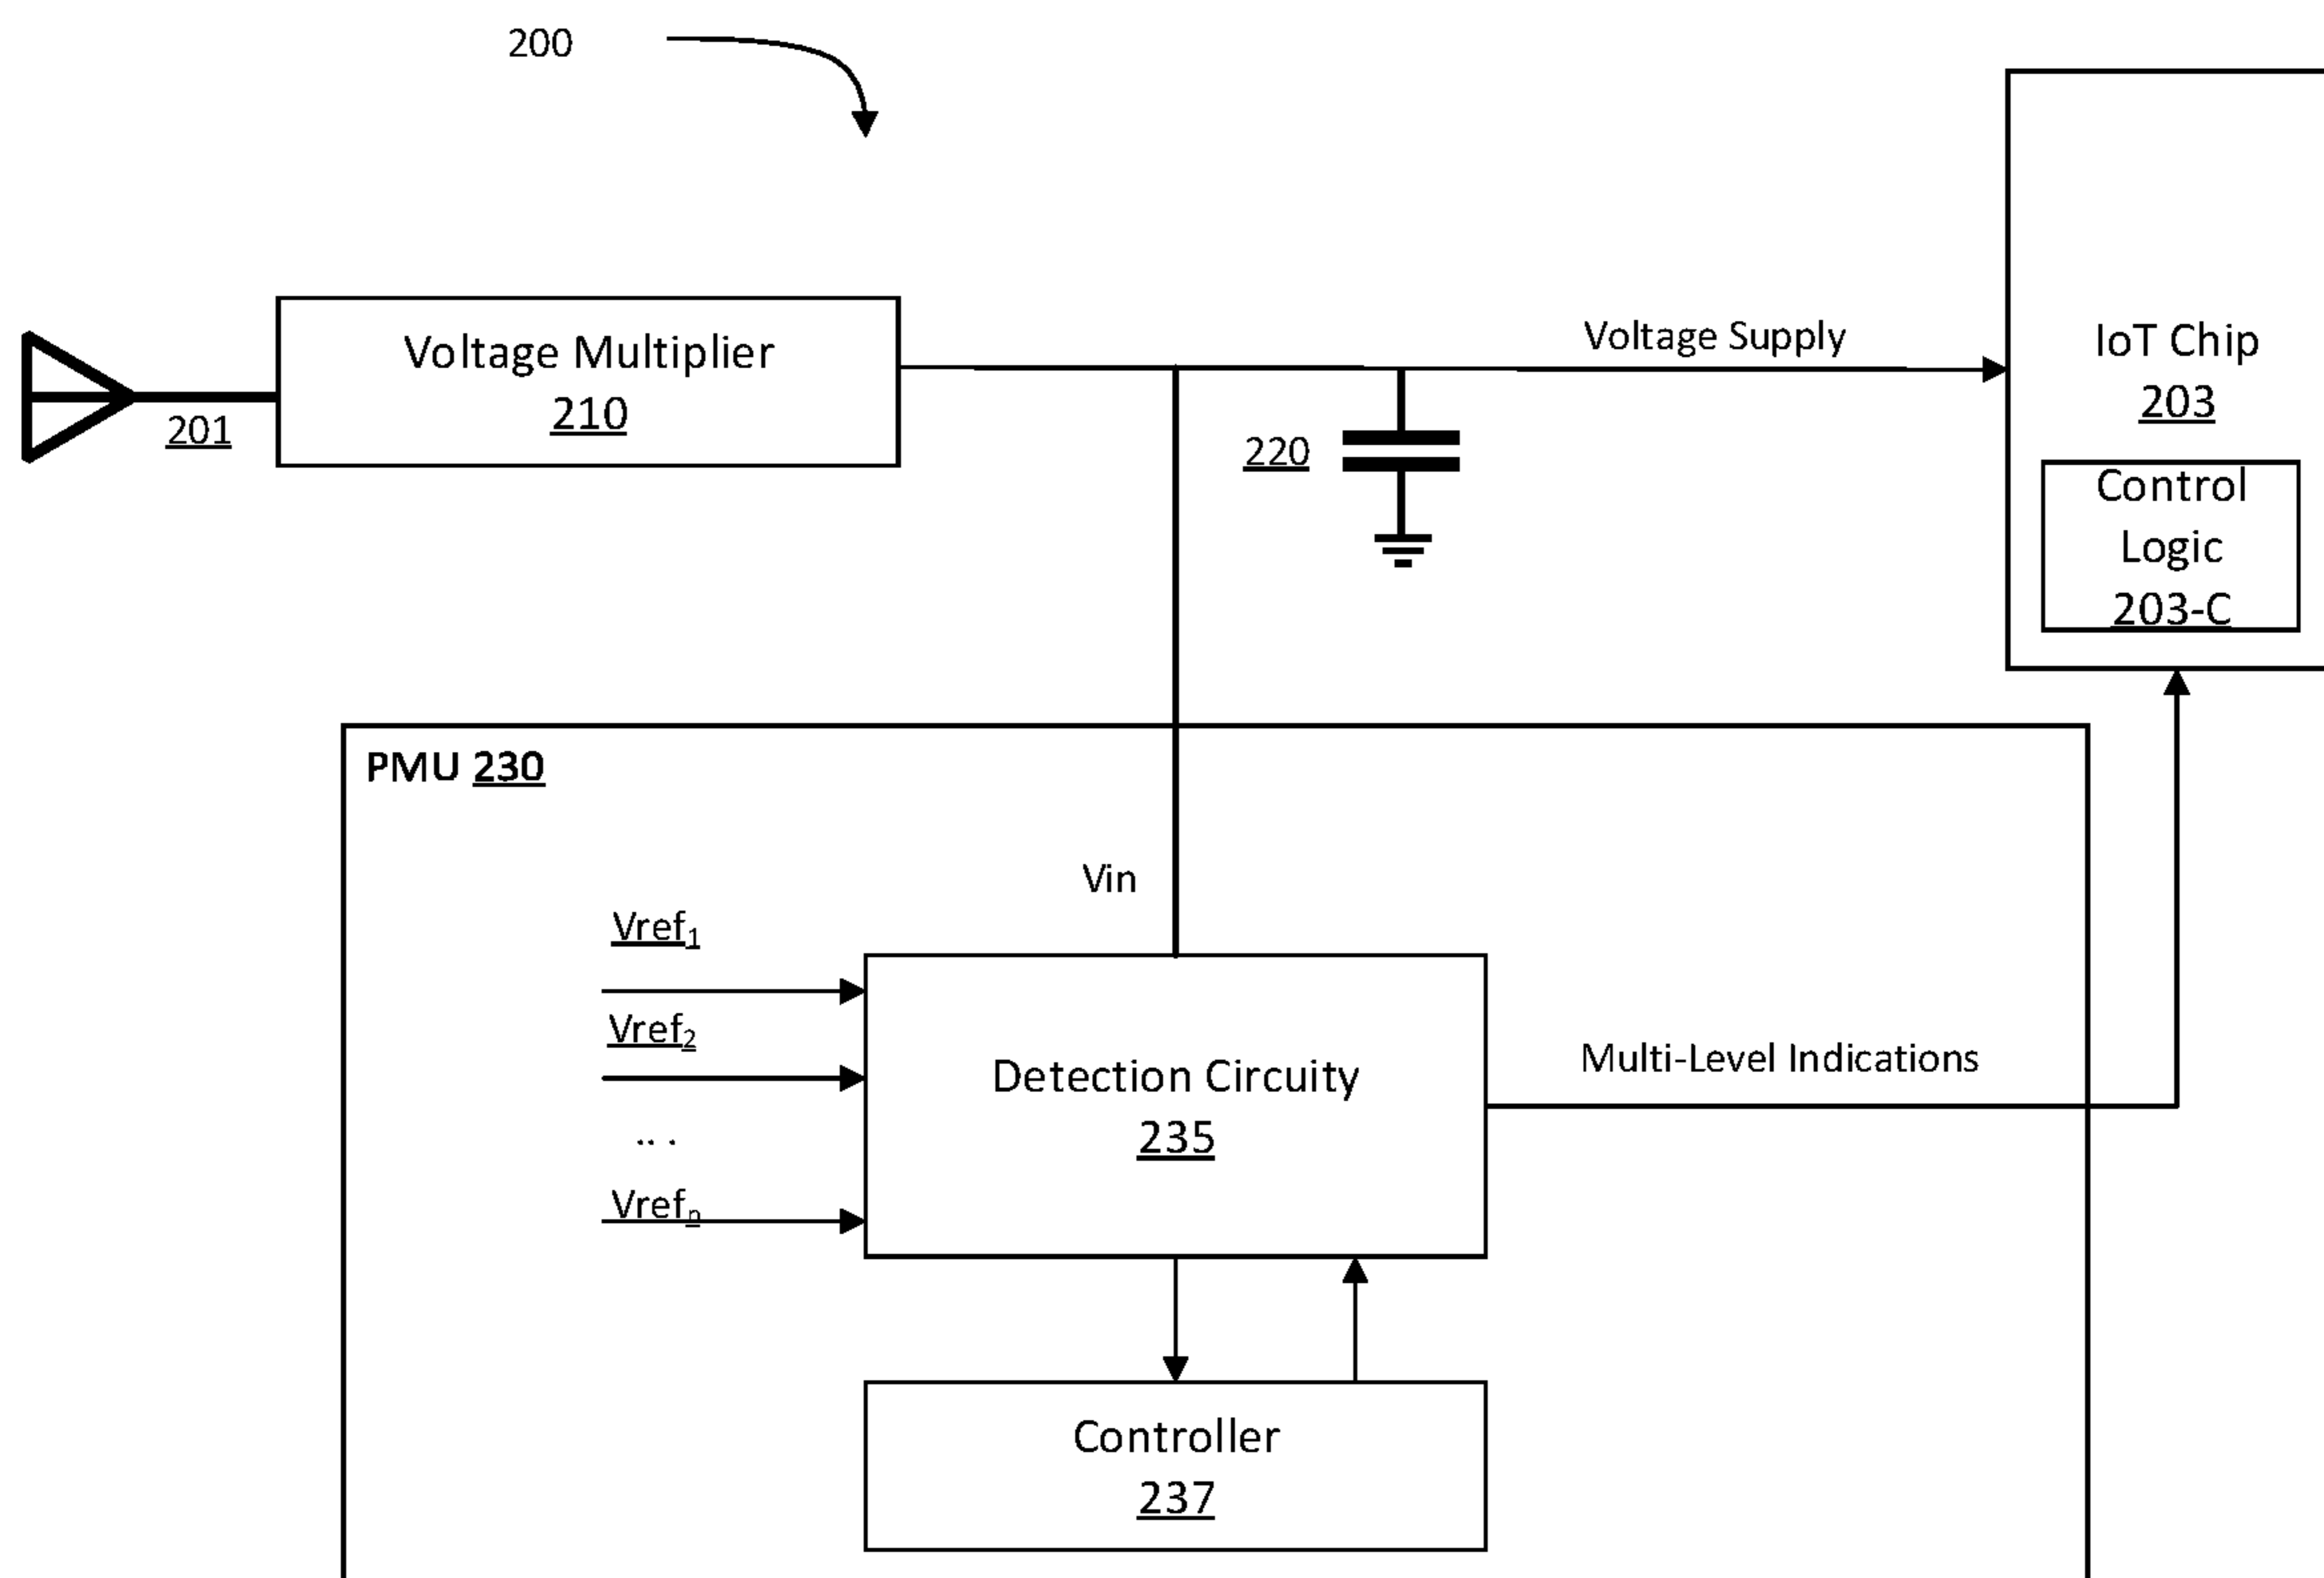 200
Voltage Multiplier
210
201
Voltage Supply
220
IoT Chip
203
Control
Logic
203-C
PMU 230
Vin
Vref1
Vref2
...
Vrefn
Detection Circuity
235
Multi-Level Indications
Controller
237